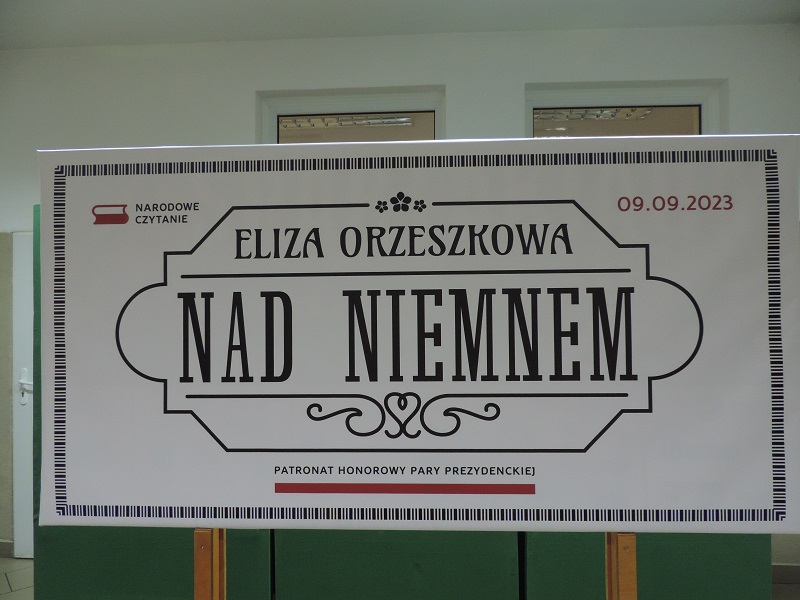 NARODOWE
CZYTANIE
09.09.2023
ELIZA ORZESZKOWA
NAD NIEMNEM
PATRONAT HONOROWY PARY PREZYDENCKIEJ